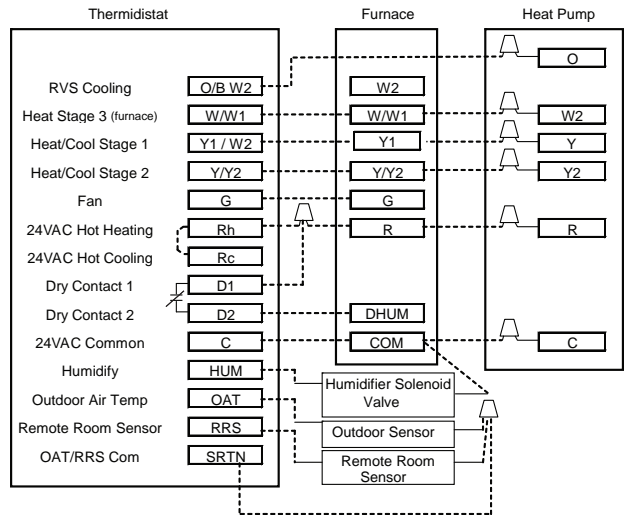 Thermidistat Furnace Heat Pump
O
RVS Cooling O/B W2 W2
Heat Stage 3 (furnace) W/W1 W/W1 W2
Heat/Cool Stage 1 Y1 / W2 Y1 Y
Heat/Cool Stage 2 Y/Y2 Y/Y2 Y2
Fan G G
24VAC Hot Heating Rh R R
24VAC Hot Cooling Rc
Dry Contact 1 D1
Dry Contact 2 D2 DHUM
24VAC Common C COM C
Humidify HUM
Humidifier Solenoid
Valve
Outdoor Air Temp OAT
Outdoor Sensor
Remote Room Sensor RRS
Remote Room
Sensor
OAT/RRS Com SRTN